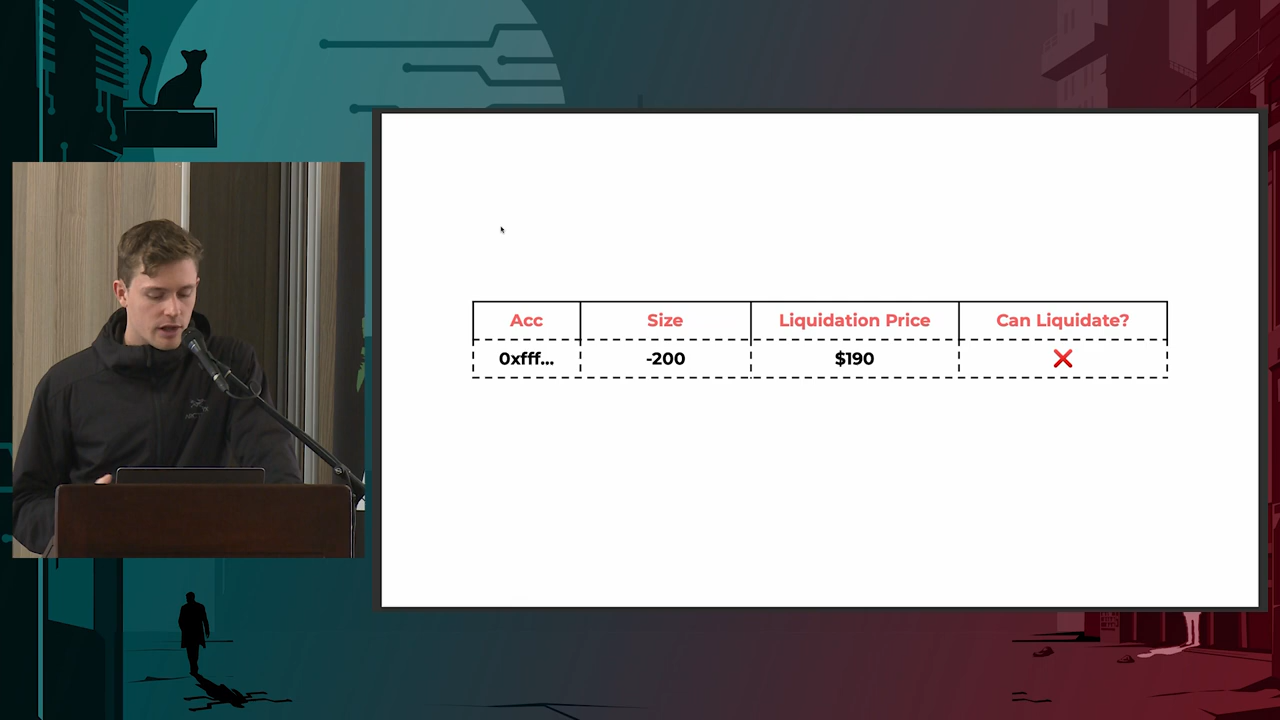 Acc Size Liquidation Price Can Liquidate?
0xfff... -200 $190 ❌